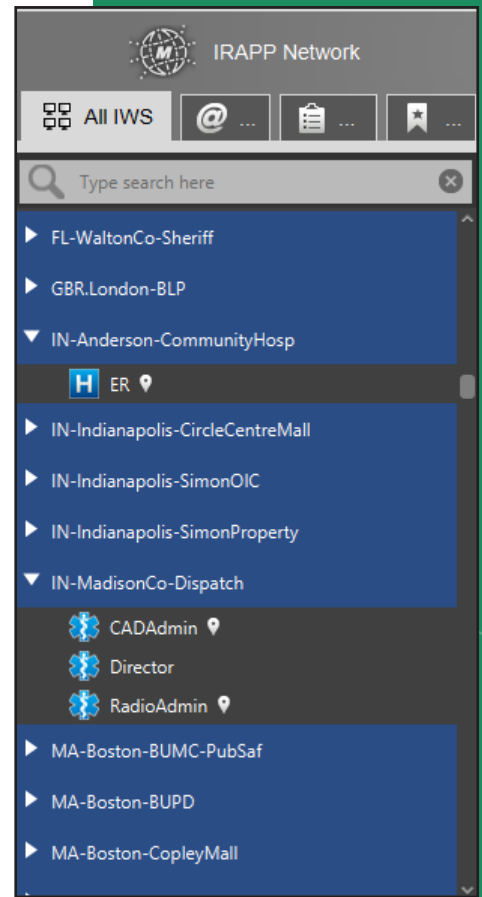 M
IRAPP Network
All IWS
@ ...
...
...
Type search here
FL-WaltonCo-Sheriff
GBR.London-BLP
IN-Anderson-CommunityHosp
H ER
IN-Indianapolis-CircleCentreMall
IN-Indianapolis-SimonOIC
IN-Indianapolis-SimonProperty
IN-MadisonCo-Dispatch
CADAdmin
Director
RadioAdmin
MA-Boston-BUMC-PubSaf
MA-Boston-BUPD
MA-Boston-CopleyMall